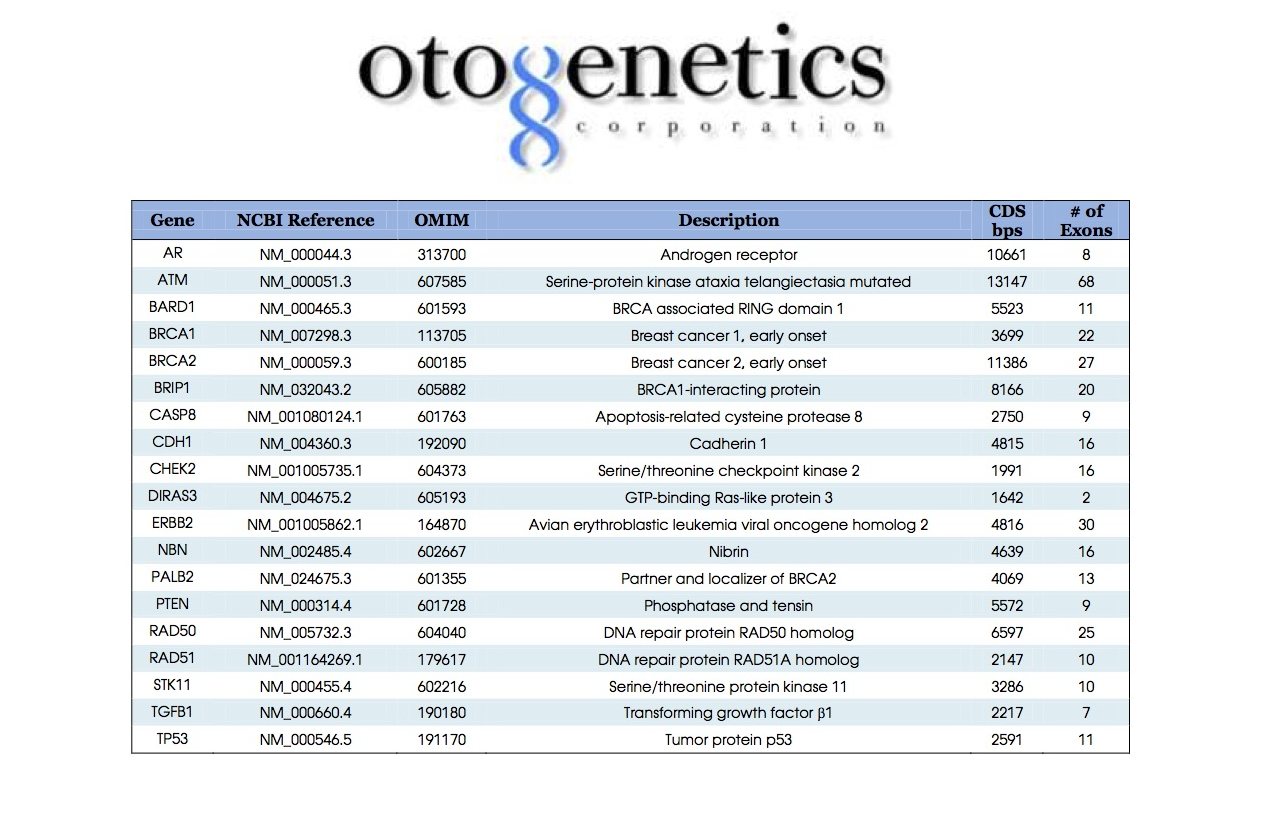 otogenetics
corporation
Gene NCBI Reference OMIM Description CDS bps # of Exons
AR NM_000044.3 313700 Androgen receptor 10661 8
ATM NM_000051.3 607585 Serine-protein kinase ataxia telangiectasia mutated 13147 68
BARD1 NM_000465.3 601593 BRCA associated RING domain 1 5523 11
BRCA1 NM_007298.3 113705 Breast cancer 1, early onset 3699 22
BRCA2 NM_000059.3 600185 Breast cancer 2, early onset 11386 27
BRIP1 NM_032043.2 605882 BRCA1-interacting protein 8166 20
CASP8 NM_001080124.1 601763 Apoptosis-related cysteine protease 8 2750 9
CDH1 NM_004360.3 192090 Cadherin 1 4815 16
CHEK2 NM_001005735.1 604373 Serine/threonine checkpoint kinase 2 1991 16
DIRAS3 NM_004675.2 605193 GTP-binding Ras-like protein 3 1642 2
ERBB2 NM_001005862.1 164870 Avian erythroblastic leukemia viral oncogene homolog 2 4816 30
NBN NM_002485.4 602667 Nibrin 4639 16
PALB2 NM_024675.3 601355 Partner and localizer of BRCA2 4069 13
PTEN NM_000314.4 601728 Phosphatase and tensin 5572 9
RAD50 NM_005732.3 604040 DNA repair protein RAD50 homolog 6597 25
RAD51 NM_001164269.1 179617 DNA repair protein RAD51A homolog 2147 10
STK11 NM_000455.4 602216 Serine/threonine protein kinase 11 3286 10
TGFB1 NM_000660.4 190180 Transforming growth factor β1 2217 7
TP53 NM_000546.5 191170 Tumor protein p53 2591 11